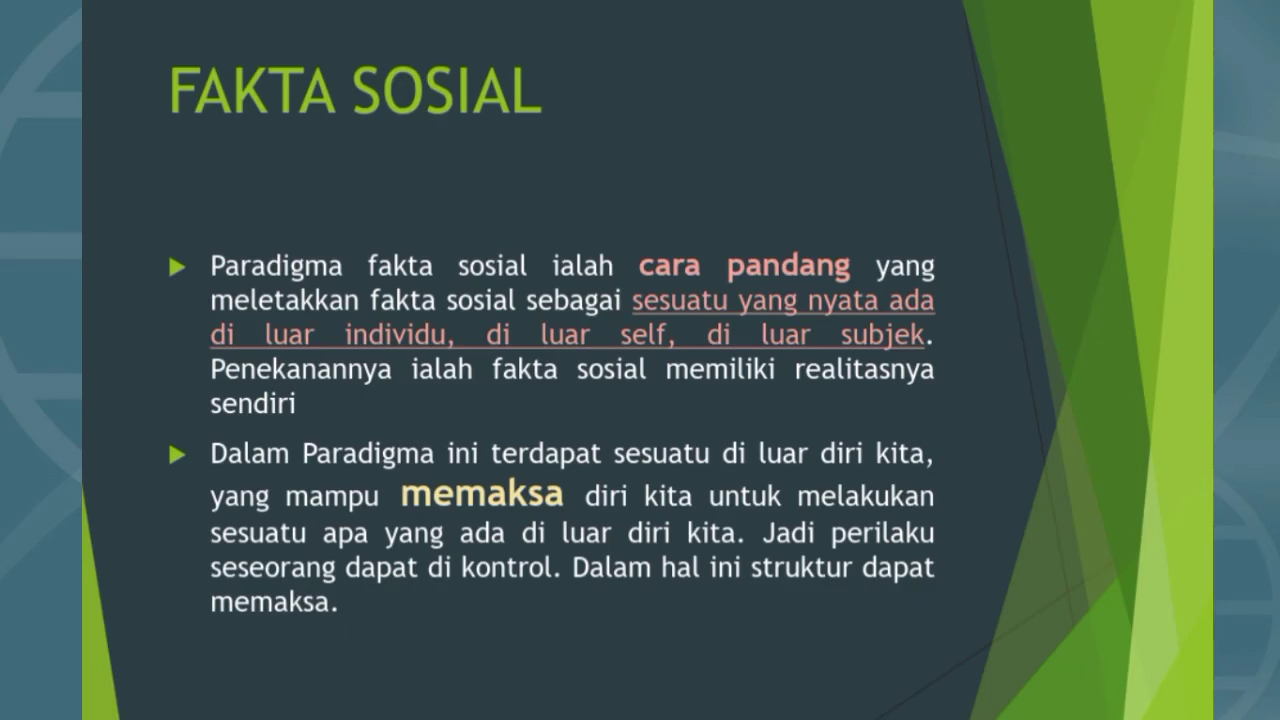 FAKTA SOSIAL
Paradigma fakta sosial ialah cara pandang yang
meletakkan fakta sosial sebagai sesuatu yang nyata ada
di luar individu, di luar self, di luar subjek.
Penekanannya ialah fakta sosial memiliki realitasnya
sendiri
Dalam Paradigma ini terdapat sesuatu di luar diri kita,
yang mampu memaksa diri kita untuk melakukan
sesuatu apa yang ada di luar diri kita. Jadi perilaku
seseorang dapat di kontrol. Dalam hal ini struktur dapat
memaksa.